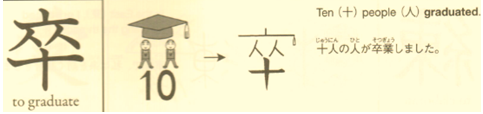 卒
to graduate
10
卒
Ten (十) people (人) graduated.
じゅうにん ひと そつぎょう
十人の人が卒業しました。